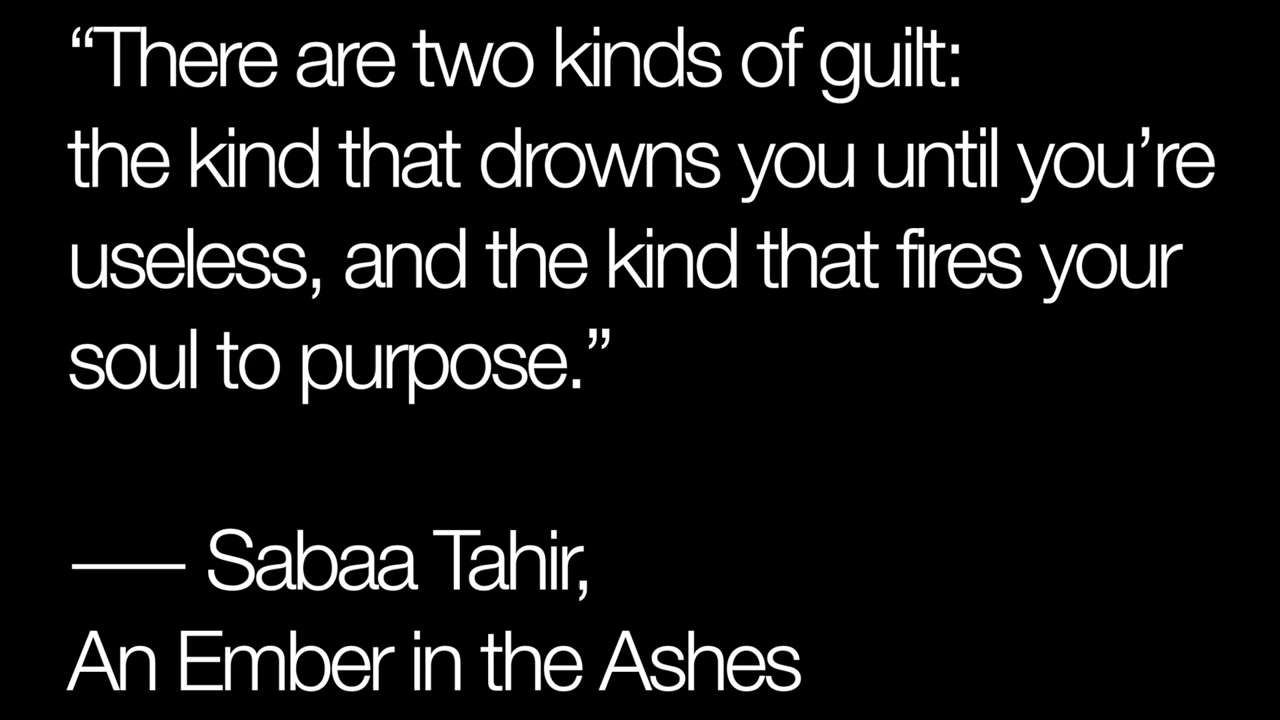 “There are two kinds of guilt:
the kind that drowns you until you’re
useless, and the kind that fires your
soul to purpose.”
— Sabaa Tahir,
An Ember in the Ashes